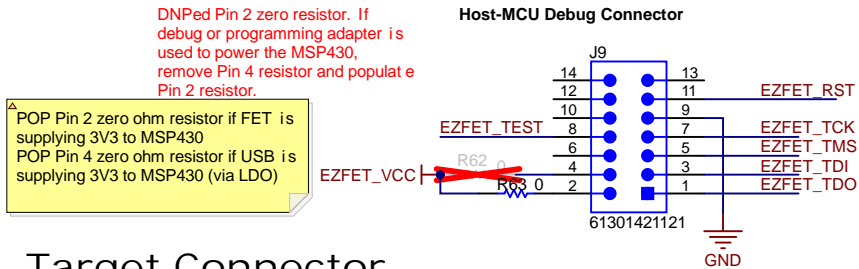 DNPed Pin 2 zero resistor. If
debug or programming adapter is
used to power the MSP430,
remove Pin 4 resistor and populate
Pin 2 resistor.
Host-MCU Debug Connector
POP Pin 2 zero ohm resistor if FET is
supplying 3V3 to MSP430
POP Pin 4 zero ohm resistor if USB is
supplying 3V3 to MSP430 (via LDO)
J9
14 13
12 11 EZFET_RST
10 9
EZFET_TEST 8 7 EZFET_TCK
6 5 EZFET_TMS
EZFET_VCC R62 0 4 3 EZFET_TDI
R63 0 2 1 EZFET_TDO
61301421121
GND
Target Connector